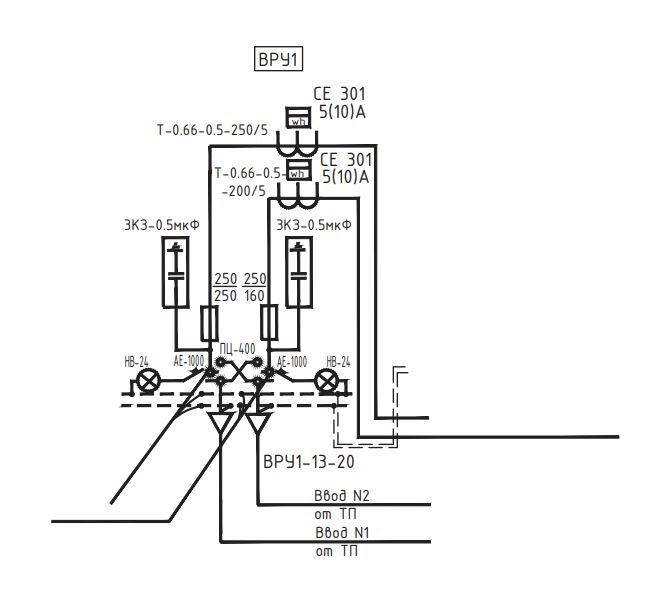 ВРУ1
СЕ 301
5(10)А
wh
Т-0.66-0.5-250/5
СЕ 301
5(10)А
wh
Т-0.66-0.5-
-200/5
ЗКЗ-0.5мкФ
ЗКЗ-0.5мкФ
250 250
250 160
ПЦ-400
НВ-24
АЕ-1000
АЕ-1000
НВ-24
ВРУ1-13-20
Ввод N2
от ТП
Ввод N1
от ТП